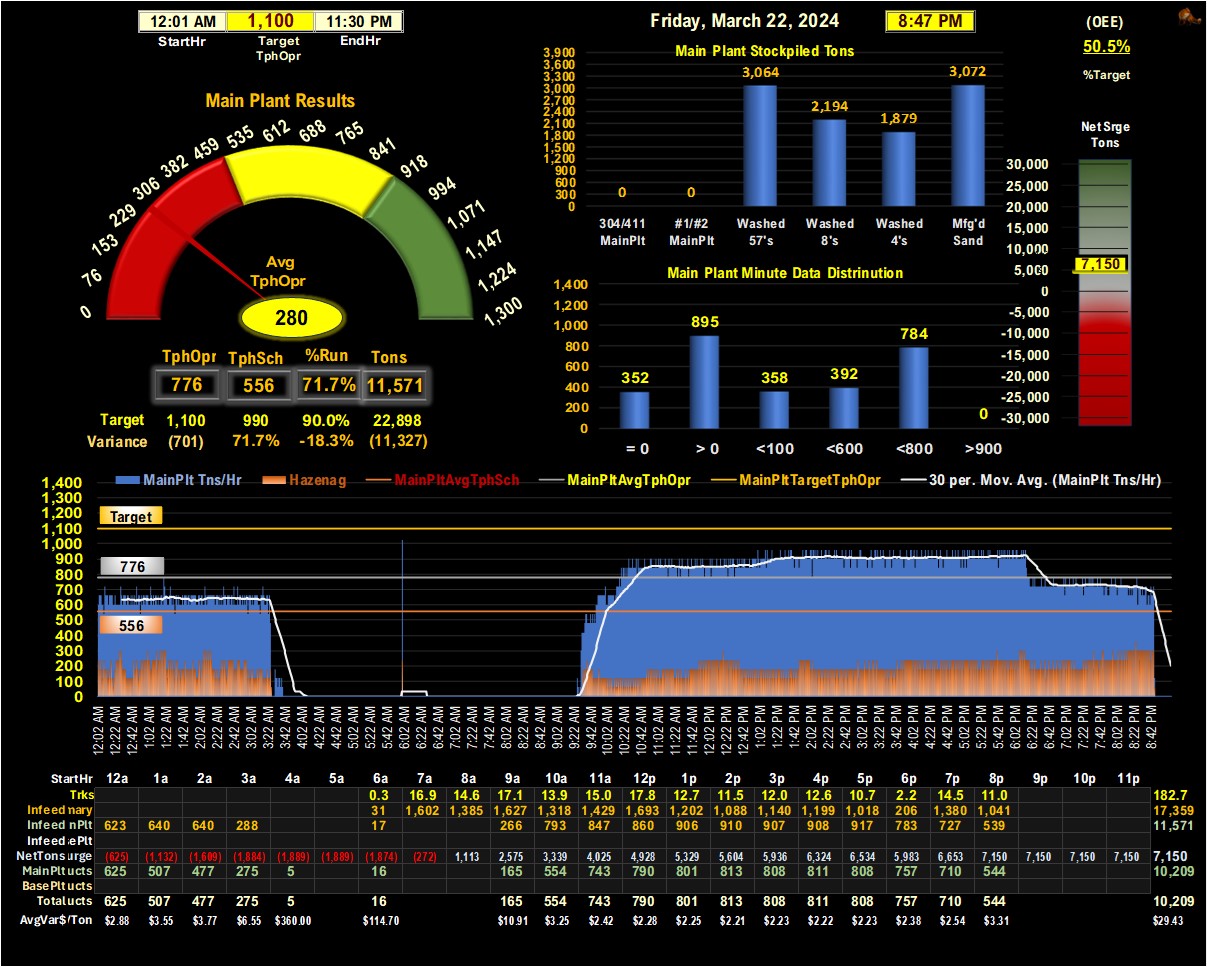 12:01 AM 1,100 11:30 PM
StartHr Target TphOpr EndHr
Friday, March 22, 2024 8:47 PM
(OEE)
50.5%
%Target
Main Plant Results
0 76 153 229 306 382 459 535 612 688 765 841 918 994 1,071 1,147 1,224 1,300
Avg
TphOpr
280
TphOpr TphSch %Run Tons
776 556 71.7% 11,571
Target 1,100 990 90.0% 22,898
Variance (701) 71.7% -18.3% (11,327)
Main Plant Stockpiled Tons
3,900
3,600
3,300
3,000
2,700
2,400
2,100
1,800
1,500
1,200
900
600
300
0
0 0 3,064 2,194 1,879 3,072
304/411 #1/#2 Washed Washed Washed Mfg'd
MainPlt MainPlt 57's 8's 4's Sand
Main Plant Minute Data Distrinution
1,400
1,200
1,000
800
600
400
200
0
352 895 358 392 784 0
= 0 > 0 <100 <600 <800 >900
Net Srge
Tons
30,000
25,000
20,000
15,000
10,000
5,000
0
-5,000
-10,000
-15,000
-20,000
-25,000
-30,000
7,150
MainPlt Tns/Hr Hazenag MainPltAvgTphSch MainPltAvgTphOpr MainPltTargetTphOpr 30 per. Mov. Avg. (MainPlt Tns/Hr)
1,400
1,300
1,200
1,100
1,000
900
800
700
600
500
400
300
200
100
0
Target
776
556
12:02 AM 12:22 AM 12:42 AM 1:02 AM 1:22 AM 1:42 AM 2:02 AM 2:22 AM 2:42 AM 3:02 AM 3:22 AM 3:42 AM 4:02 AM 4:22 AM 4:42 AM 5:02 AM 5:22 AM 5:42 AM 6:02 AM 6:22 AM 6:42 AM 7:02 AM 7:22 AM 7:42 AM 8:02 AM 8:22 AM 8:42 AM 9:02 AM 9:22 AM 9:42 AM 10:02 AM 10:22 AM 10:42 AM 11:02 AM 11:22 AM 11:42 AM 12:02 PM 12:22 PM 12:42 PM 1:02 PM 1:22 PM 1:42 PM 2:02 PM 2:22 PM 2:42 PM 3:02 PM 3:22 PM 3:42 PM 4:02 PM 4:22 PM 4:42 PM 5:02 PM 5:22 PM 5:42 PM 6:02 PM 6:22 PM 6:42 PM 7:02 PM 7:22 PM 7:42 PM 8:02 PM 8:22 PM 8:42 PM
StartHr 12a 1a 2a 3a 4a 5a 6a 7a 8a 9a 10a 11a 12p 1p 2p 3p 4p 5p 6p 7p 8p 9p 10p 11p
Trks 0.3 16.9 14.6 17.1 13.9 15.0 17.8 12.7 11.5 12.0 12.6 10.7 2.2 14.5 11.0 182.7
Infeed nary 31 1,602 1,385 1,627 1,318 1,429 1,693 1,202 1,088 1,140 1,199 1,018 206 1,380 1,041 17,359
Infeed nPlt 623 640 640 288 17 266 793 847 860 906 910 907 908 917 783 727 539 11,571
Infeed ePlt
NetTons urge (625) (1,132) (1,609) (1,884) (1,889) (1,889) (1,874) (272) 1,113 2,575 3,339 4,025 4,928 5,329 5,604 5,936 6,324 6,534 5,983 6,653 7,150 7,150 7,150 7,150 7,150
MainPlt ucts 625 507 477 275 5 16 165 554 743 790 801 813 808 811 808 757 710 544 10,209
BasePlt ucts
Total ucts 625 507 477 275 5 16 165 554 743 790 801 813 808 811 808 757 710 544 10,209
AvgVar$/Ton $2.88 $3.55 $3.77 $6.55 $360.00 $114.70 $10.91 $3.25 $2.42 $2.28 $2.25 $2.21 $2.23 $2.22 $2.23 $2.38 $2.54 $3.31 $29.43